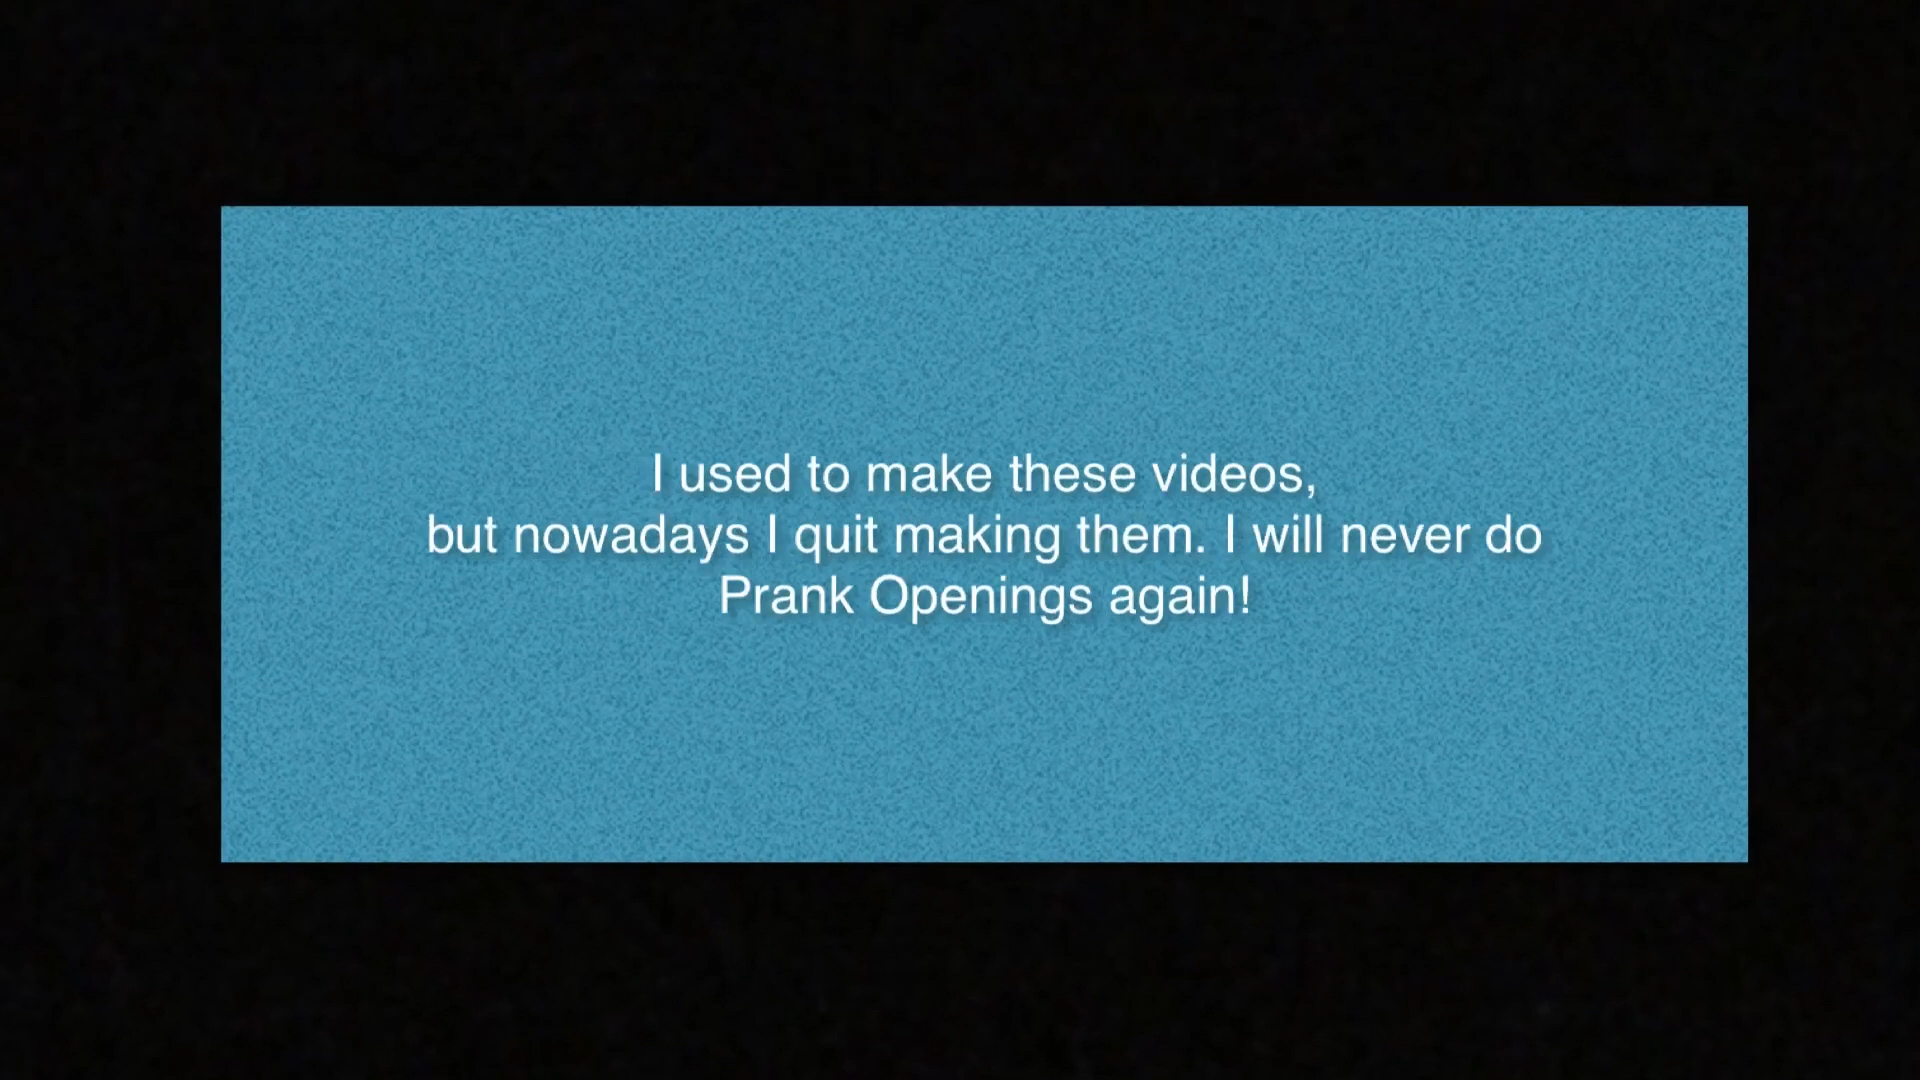 I used to make these videos,
but nowadays I quit making them. I will never do
Prank Openings again!